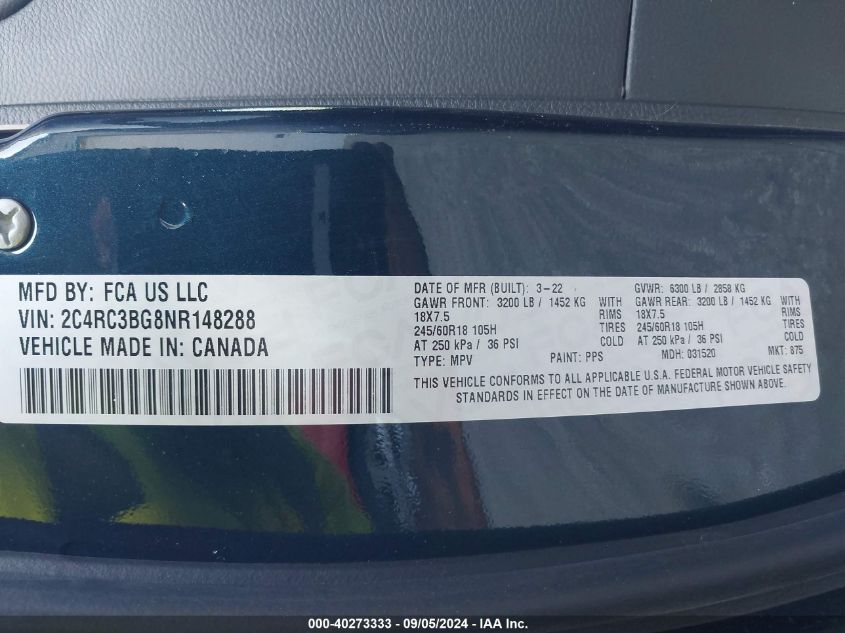 MFD BY: FCA US LLC
VIN: 2C4RC3BG8NR148288
VEHICLE MADE IN: CANADA
DATE OF MFR (BUILT): 3-22 GVWR: 6300 LB / 2858 KG
GAWR FRONT: 3200 LB / 1452 KG WITH GAWR REAR: 3200 LB / 1452 KG WITH
18X7.5 RIMS 18X7.5 RIMS
245/60R18 105H TIRES 245/60R18 105H TIRES
AT 250 kPa / 36 PSI COLD AT 250 kPa / 36 PSI COLD
TYPE: MPV PAINT: PPS MDH: 031520 MKT: 875
THIS VEHICLE CONFORMS TO ALL APPLICABLE U.S.A. FEDERAL MOTOR VEHICLE SAFETY
STANDARDS IN EFFECT ON THE DATE OF MANUFACTURE SHOWN ABOVE.
000-40273333 - 09/05/2024 - IAAI Inc.